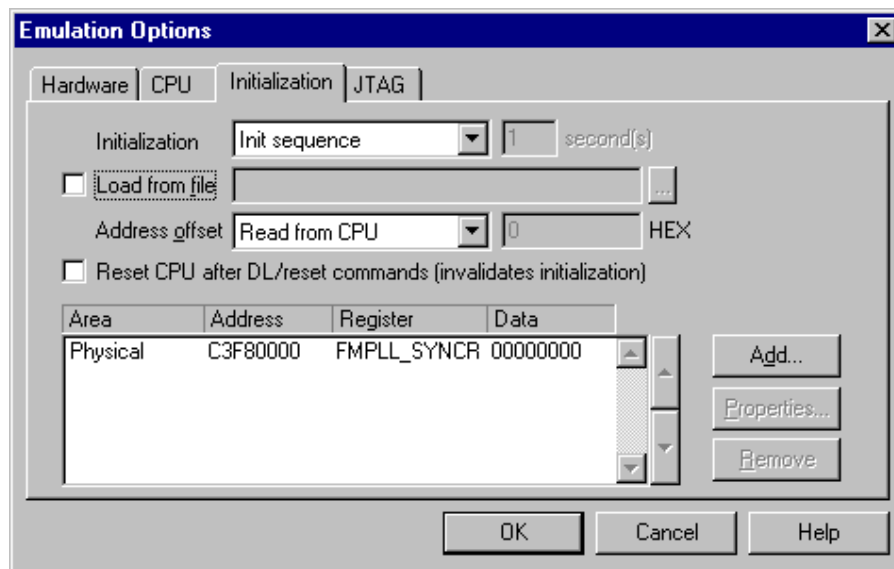 Emulation Options
Hardware CPU Initialization JTAG
Initialization Init sequence 1 second(s)
Load from file ...
Address offset Read from CPU 0 HEX
Reset CPU after DL/reset commands (invalidates initialization)
Area Address Register Data
Physical C3F80000 FMPLL_SYNCR 00000000
Add...
Properties...
Remove
OK Cancel Help